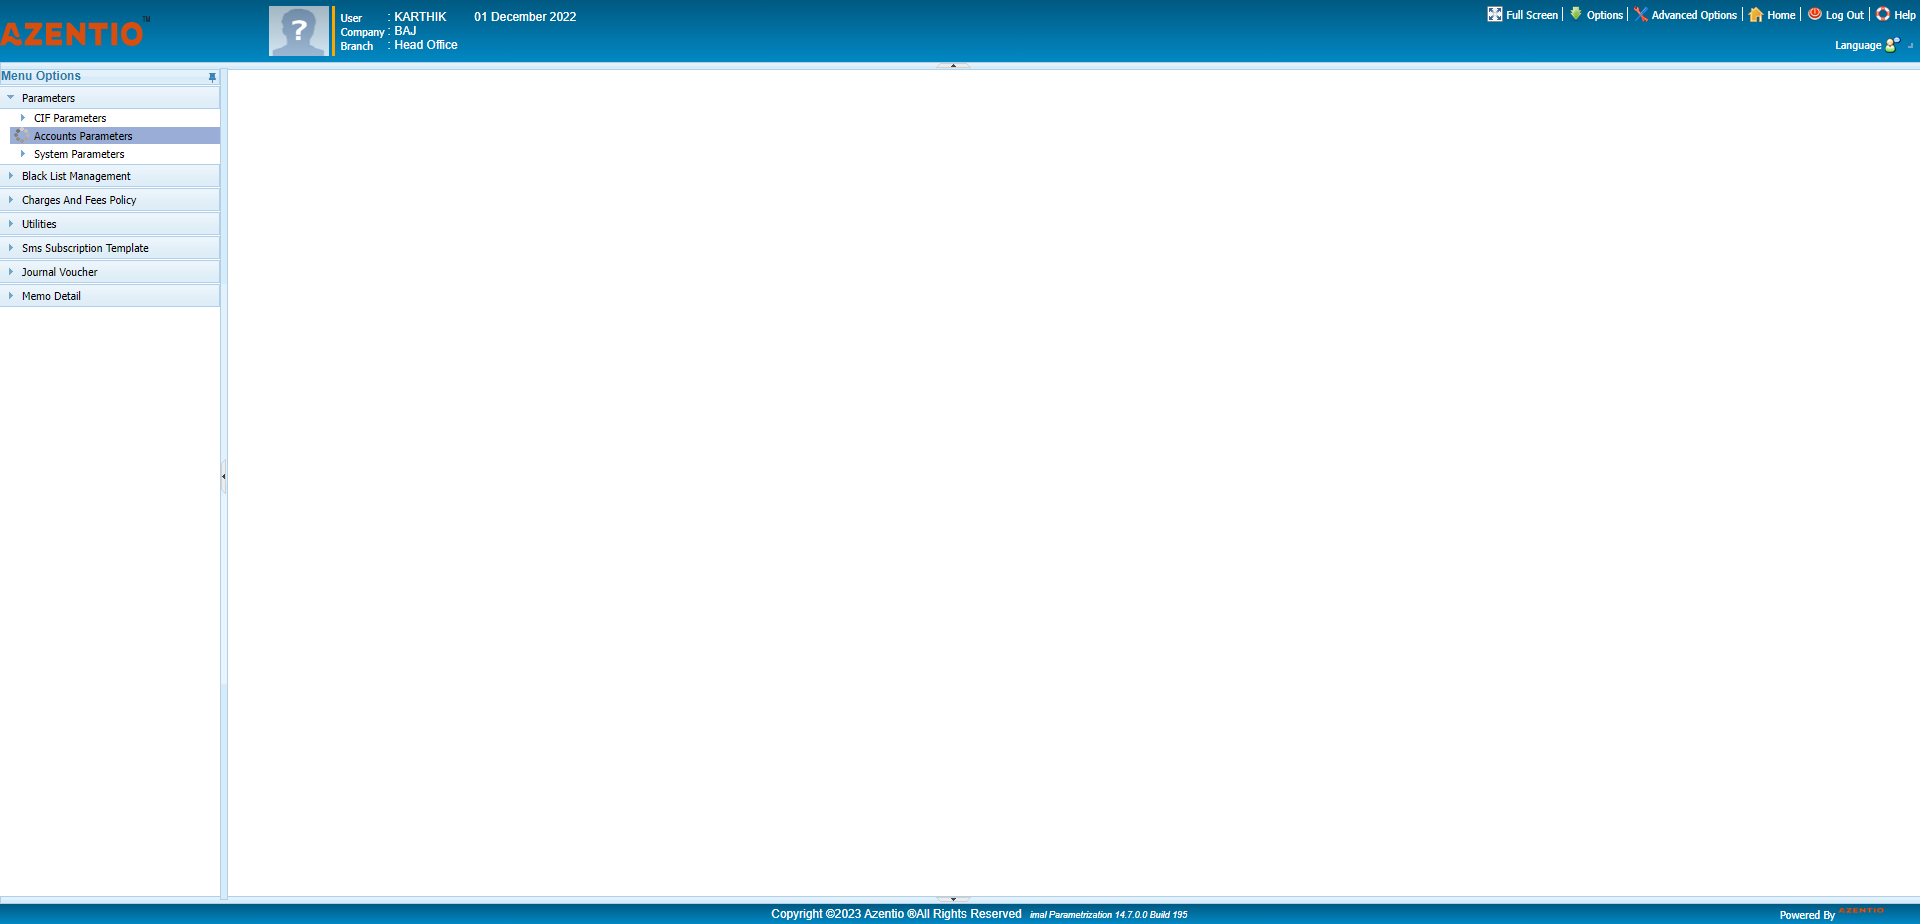 AZENTIO™
User : KARTHIK 01 December 2022
Company : BAJ
Branch : Head Office
Full Screen Options Advanced Options Home Log Out Help
Language
Menu Options
Parameters
CIF Parameters
Accounts Parameters
System Parameters
Black List Management
Charges And Fees Policy
Utilities
Sms Subscription Template
Journal Voucher
Memo Detail
Copyright ©2023 Azentio ®All Rights Reserved imal Parametrization 14.7.0.0 Build 195
Powered By AZENTIO